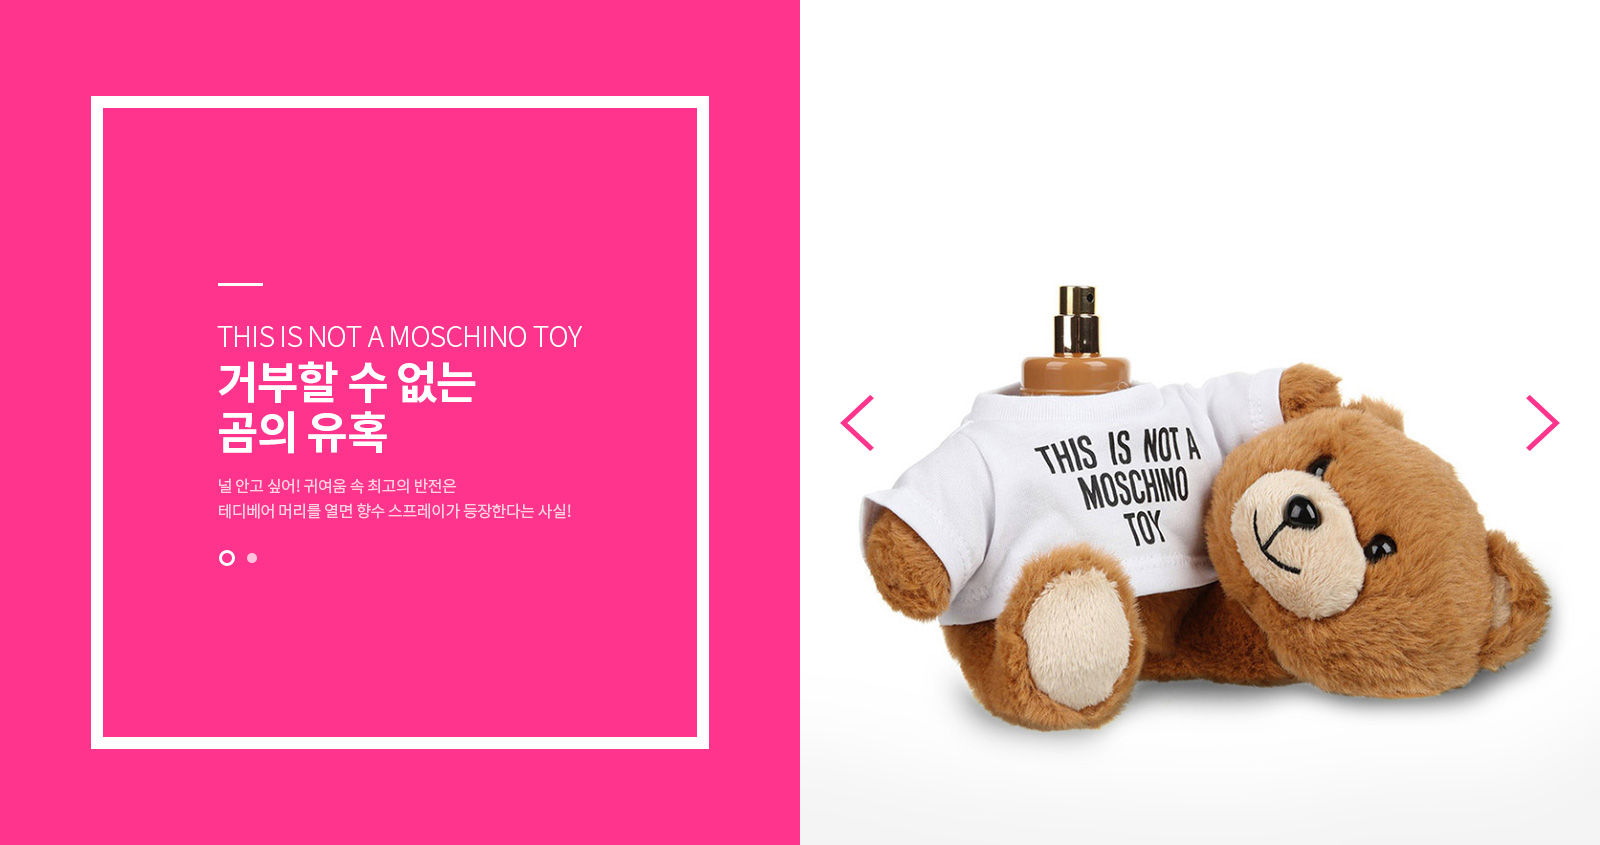 THIS IS NOT A MOSCHINO TOY
거부할 수 없는
곰의 유혹
널 안고 싶어! 귀여움 속 최고의 반전은
테디베어 머리를 열면 향수 스프레이가 등장한다는 사실!
THIS IS NOT A
MOSCHINO
TOY